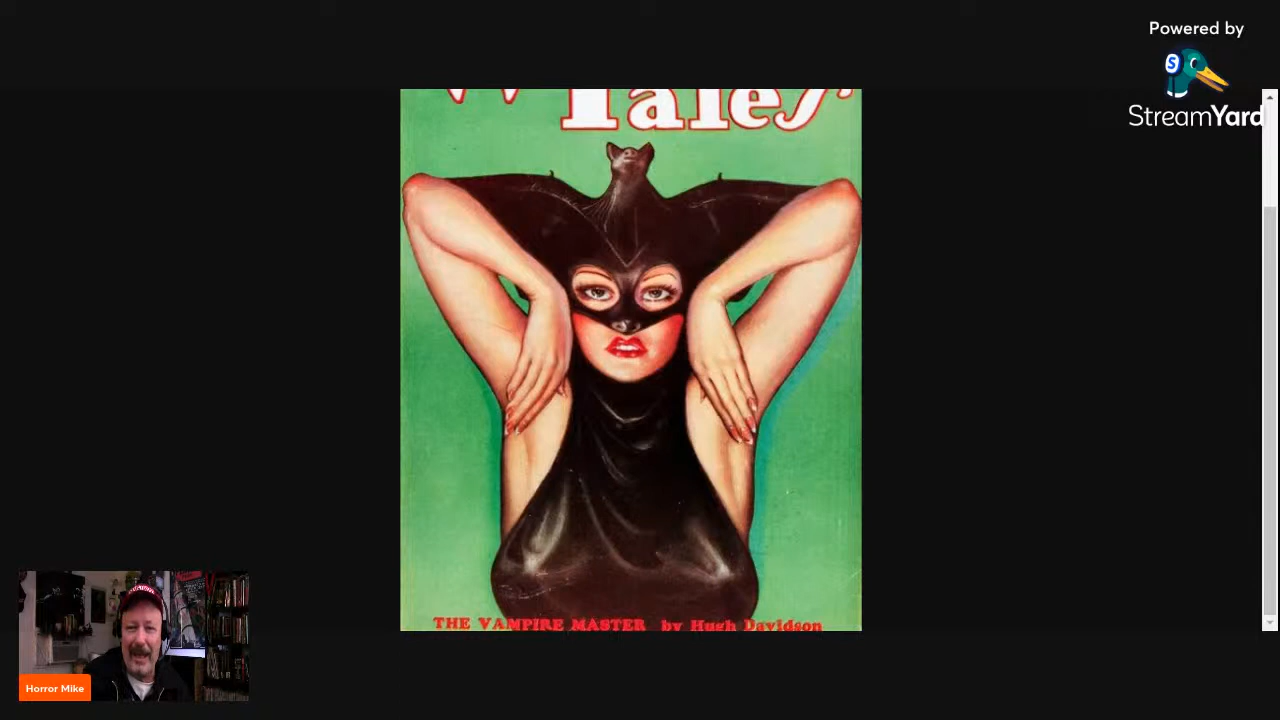 Powered by
S
StreamYard
Tales
THE VAMPIRE MASTER by Hugh Davidson
Horror Mike